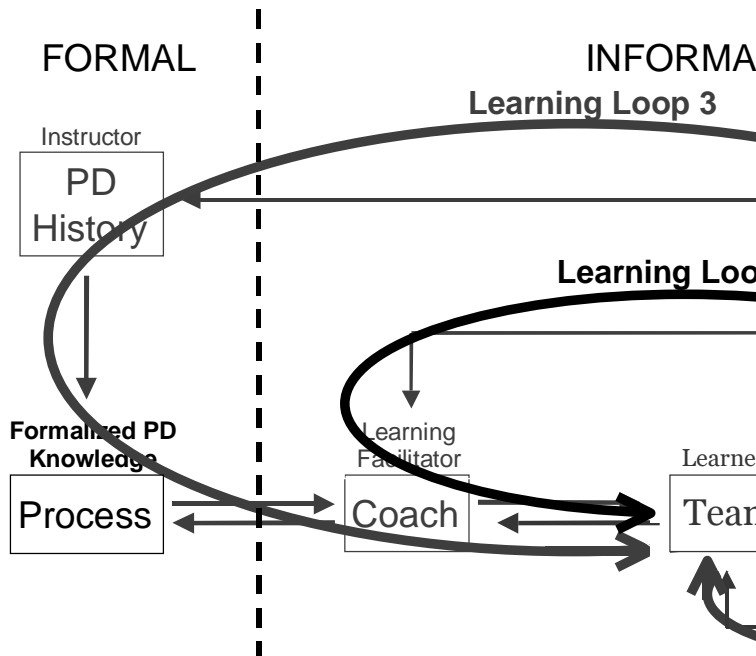 FORMAL
INFORMA
Learning Loop 3
Instructor
PD
History
Learning Loo
Formalized PD
Knowledge
Learning
Facilitator
Learne
Process
Coach
Tean